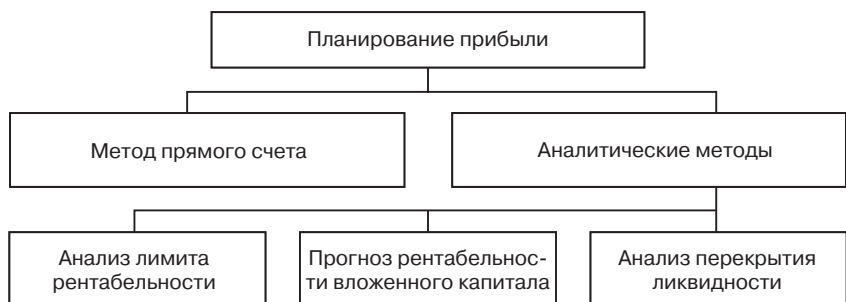 Планирование прибыли
Метод прямого счета
Аналитические методы
Анализ лимита
рентабельности
Прогноз рентабельнос-
ти вложенного капитала
Анализ перекрытия
ликвидности